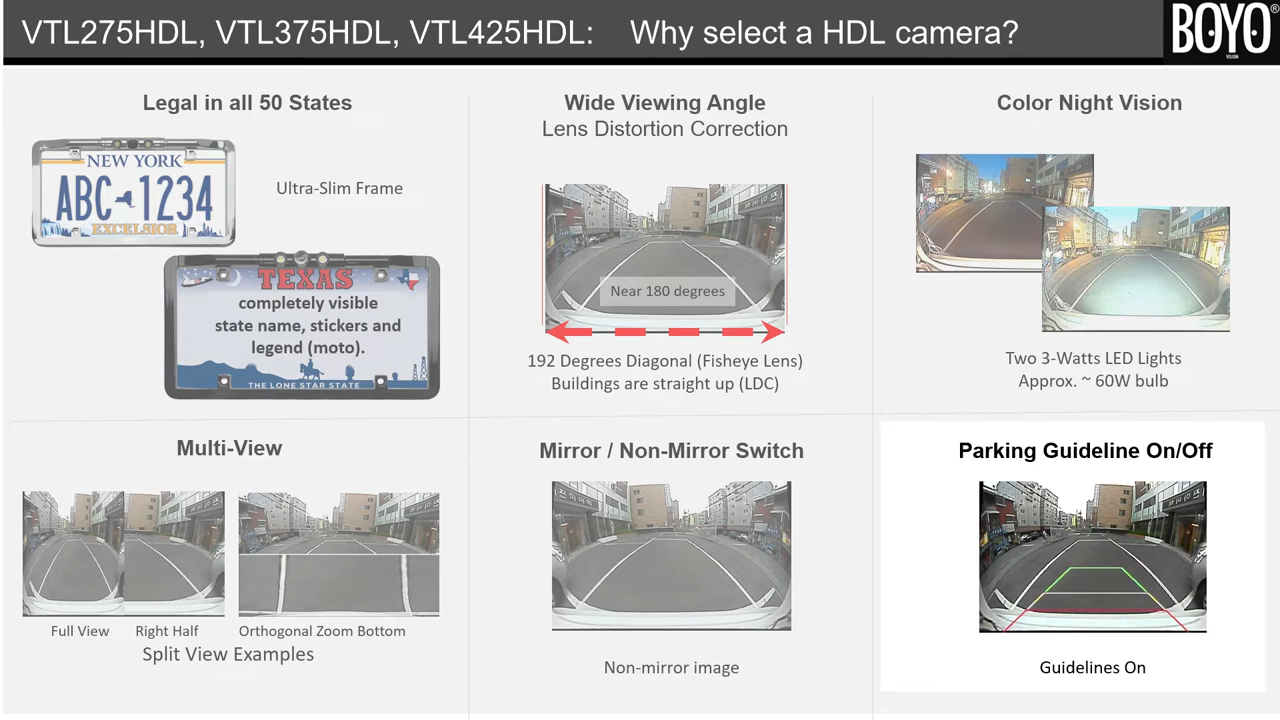 VTL275HDL, VTL375HDL, VTL425HDL: Why select a HDL camera?
BOYO®
VISION
Legal in all 50 States
NEW YORK
ABC 1234
EXCELSIOR
Ultra-Slim Frame
TEXAS
completely visible
state name, stickers and
legend (moto).
THE LONE STAR STATE
Wide Viewing Angle
Lens Distortion Correction
Near 180 degrees
192 Degrees Diagonal (Fisheye Lens)
Buildings are straight up (LDC)
Color Night Vision
Two 3-Watts LED Lights
Approx. ~ 60W bulb
Multi-View
Full View
Right Half
Orthogonal Zoom Bottom
Split View Examples
Mirror / Non-Mirror Switch
Non-mirror image
Parking Guideline On/Off
Guidelines On